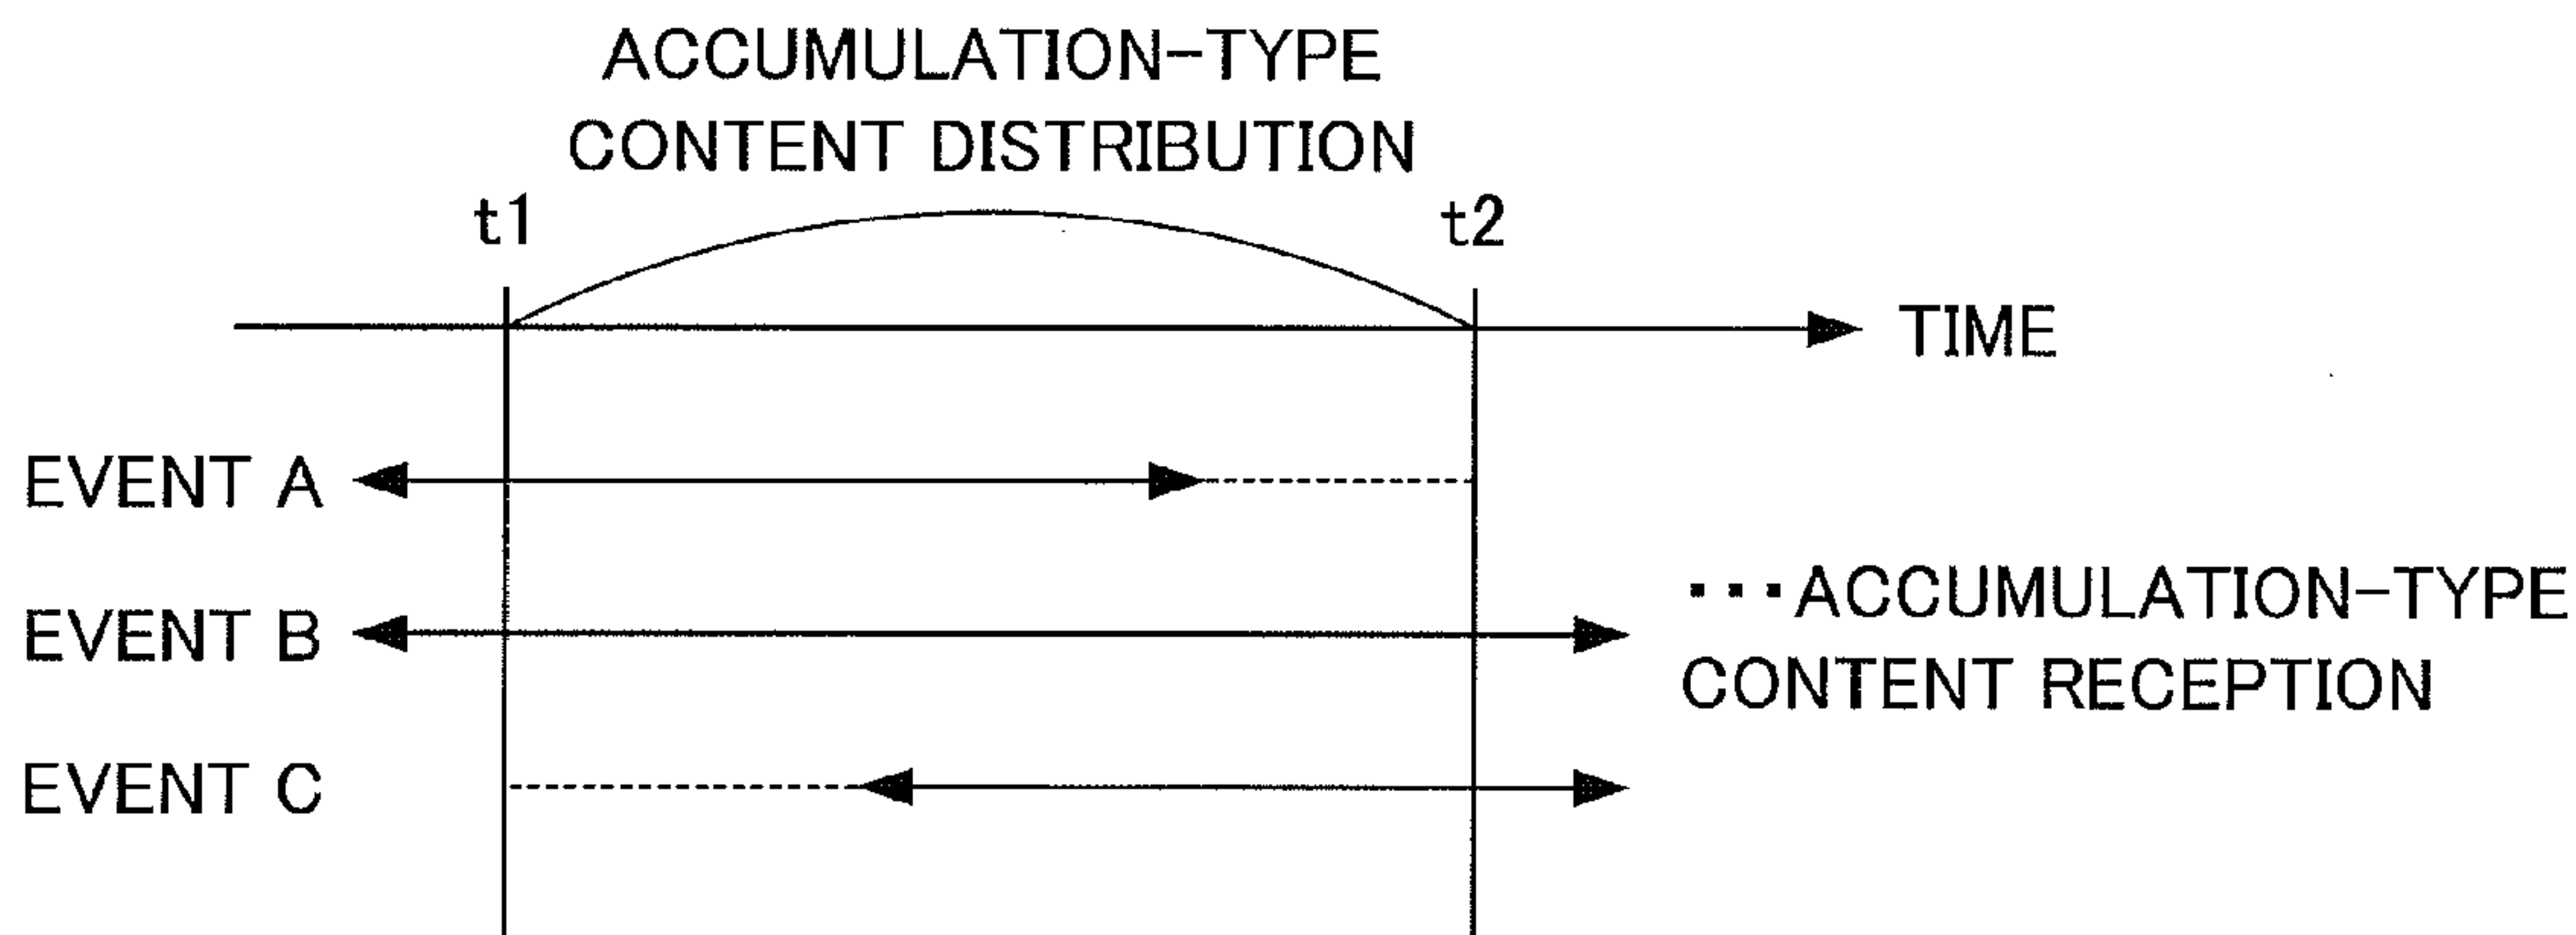 ACCUMULATION-TYPE
CONTENT DISTRIBUTION
t1
t2
TIME
EVENT A
EVENT B
･･･ACCUMULATION-TYPE
CONTENT RECEPTION
EVENT C